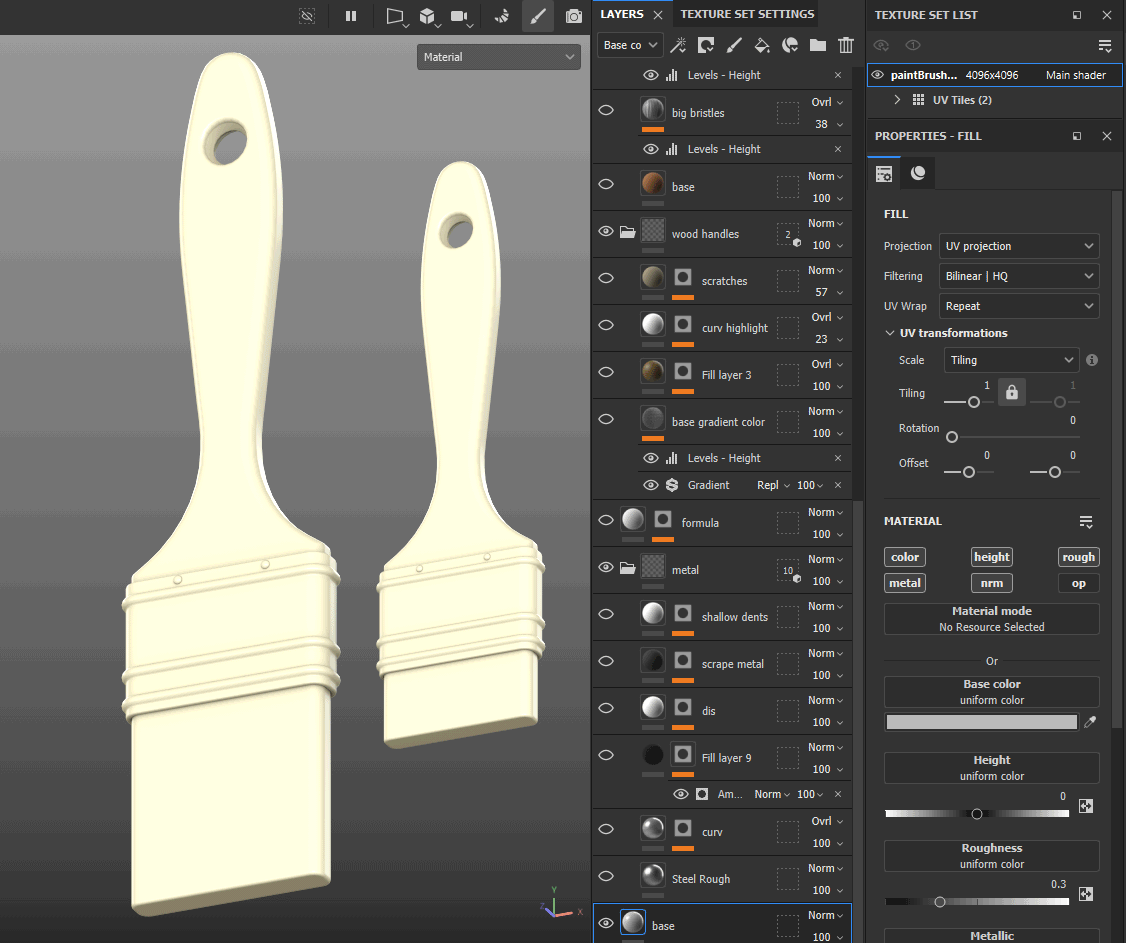 LAYERS
TEXTURE SET SETTINGS
Base co
Material
Levels - Height
big bristles
Ovrl
38
Levels - Height
base
Norm
100
wood handles
2
Norm
100
scratches
Norm
57
curv highlight
Ovrl
23
Fill layer 3
Ovrl
100
base gradient color
Norm
100
Levels - Height
Gradient
Repl
100
formula
Norm
100
metal
10
Norm
100
shallow dents
Norm
100
scrape metal
Norm
100
dis
Norm
100
Fill layer 9
Norm
100
Am...
Norm
100
curv
Ovrl
100
Steel Rough
Norm
100
base
Norm
100
Y
Z
X
TEXTURE SET LIST
paintBrush... 4096x4096 Main shader
UV Tiles (2)
PROPERTIES - FILL
FILL
Projection UV projection
Filtering Bilinear | HQ
UV Wrap Repeat
UV transformations
Scale Tiling
Tiling 1 1
Rotation 0
Offset 0 0
MATERIAL
color height rough
metal nrm op
Material mode
No Resource Selected
Or
Base color
uniform color
Height
uniform color
0
Roughness
uniform color
0.3
Metallic